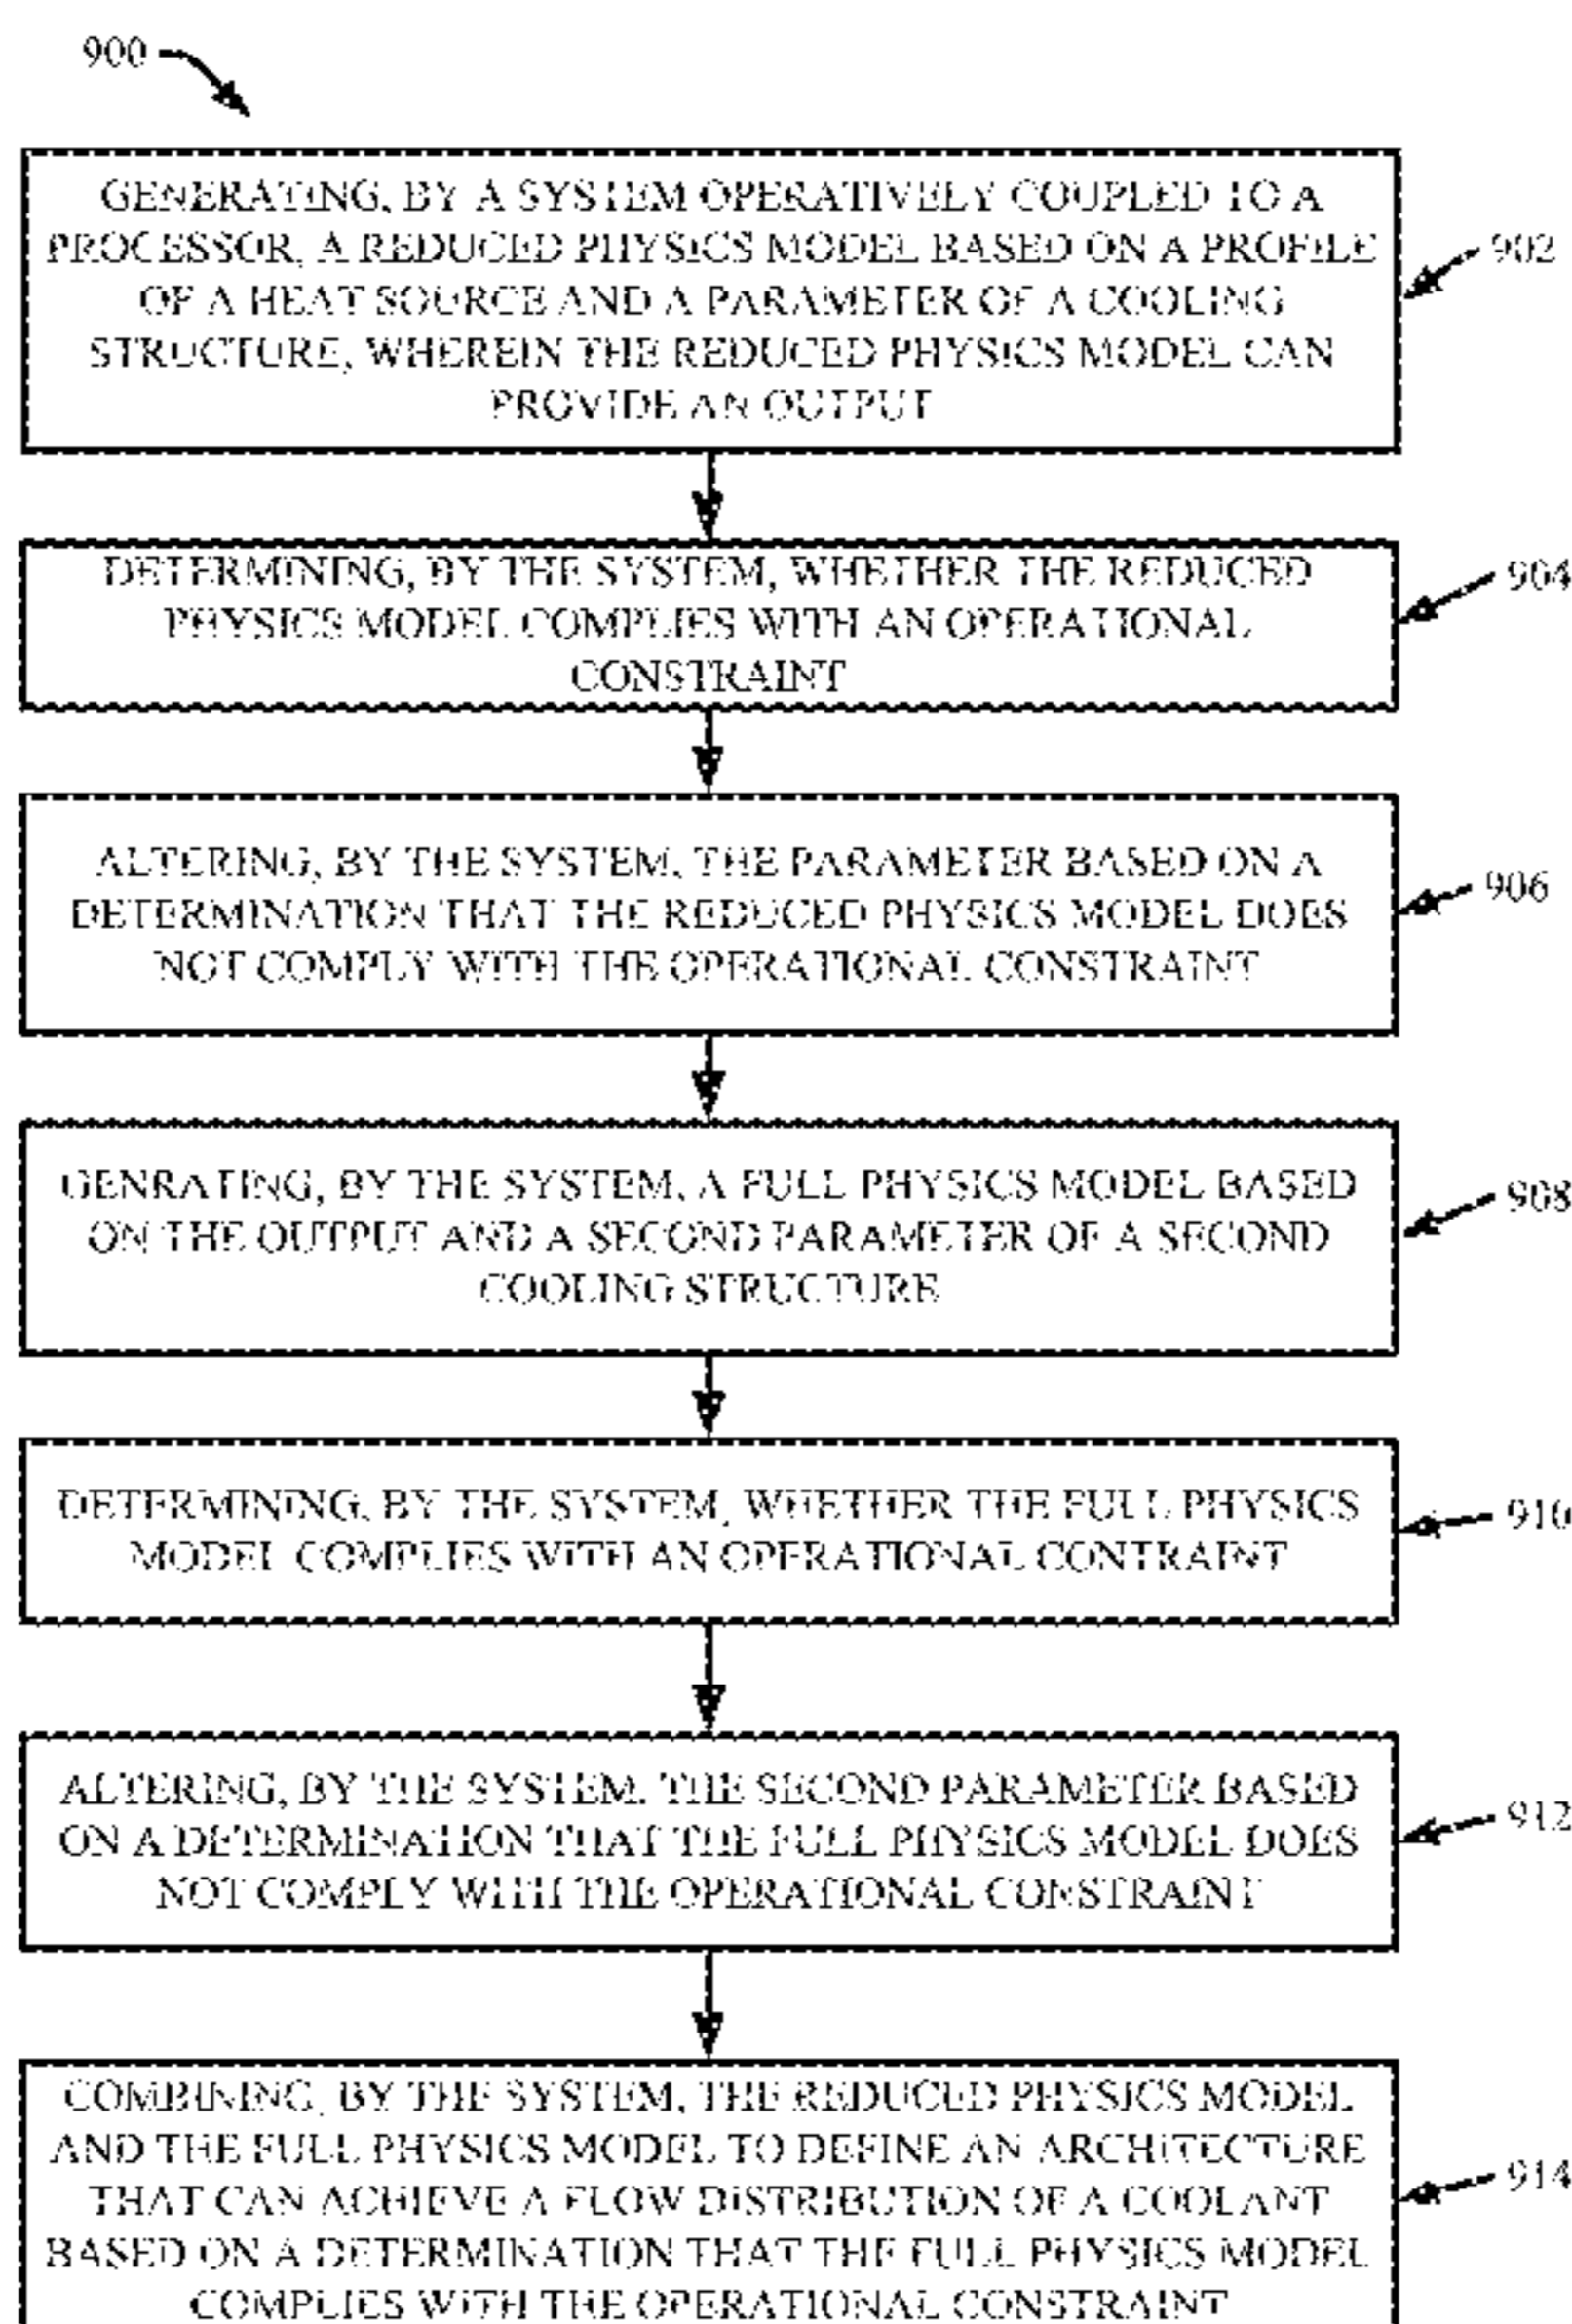 900
GENERATING, BY A SYSTEM OPERATIVELY COUPLED TO A
PROCESSOR, A REDUCED PHYSICS MODEL BASED ON A PROFILE
OF A HEAT SOURCE AND A PARAMETER OF A COOLING
STRUCTURE, WHEREIN THE REDUCED PHYSICS MODEL CAN
PROVIDE AN OUTPUT
902
DETERMINING, BY THE SYSTEM, WHETHER THE REDUCED
PHYSICS MODEL COMPLIES WITH AN OPERATIONAL
CONSTRAINT
904
ALTERING, BY THE SYSTEM, THE PARAMETER BASED ON A
DETERMINATION THAT THE REDUCED PHYSICS MODEL DOES
NOT COMPLY WITH THE OPERATIONAL CONSTRAINT
906
GENRATING, BY THE SYSTEM, A FULL PHYSICS MODEL BASED
ON THE OUTPUT AND A SECOND PARAMETER OF A SECOND
COOLING STRUCTURE
908
DETERMINING, BY THE SYSTEM, WHETHER THE FULL PHYSICS
MODEL COMPLIES WITH AN OPERATIONAL CONTRAINT
910
ALTERING, BY THE SYSTEM, THE SECOND PARAMETER BASED
ON A DETERMINATION THAT THE FULL PHYSICS MODEL DOES
NOT COMPLY WITH THE OPERATIONAL CONSTRAINT
912
COMBINING, BY THE SYSTEM, THE REDUCED PHYSICS MODEL
AND THE FULL PHYSICS MODEL TO DEFINE AN ARCHITECTURE
THAT CAN ACHIEVE A FLOW DISTRIBUTION OF A COOLANT
BASED ON A DETERMINATION THAT THE FULL PHYSICS MODEL
COMPLIES WITH THE OPERATIONAL CONSTRAINT
914